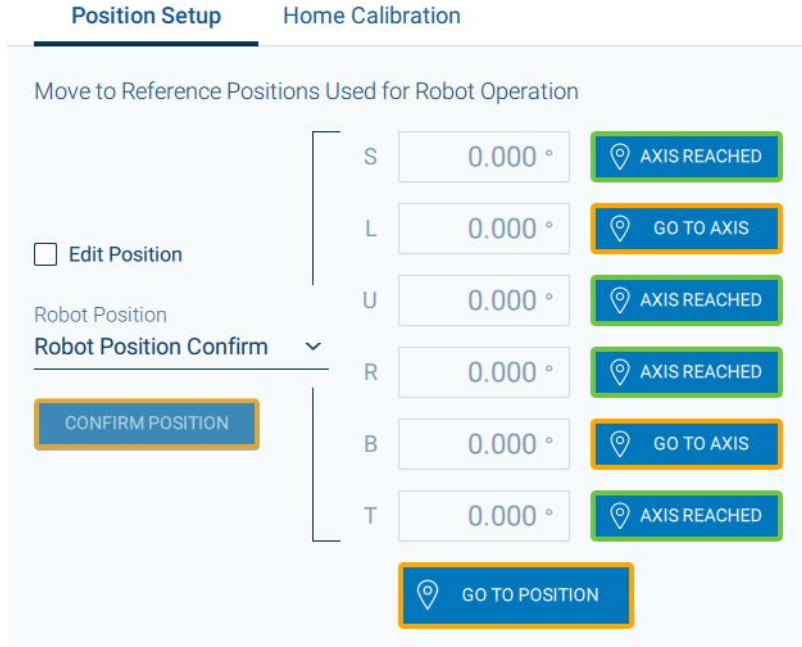 Position Setup
Home Calibration
Move to Reference Positions Used for Robot Operation
S 0.000 ° AXIS REACHED
L 0.000 ° GO TO AXIS
Edit Position
U 0.000 ° AXIS REACHED
Robot Position
Robot Position Confirm
R 0.000 ° AXIS REACHED
CONFIRM POSITION
B 0.000 ° GO TO AXIS
T 0.000 ° AXIS REACHED
GO TO POSITION